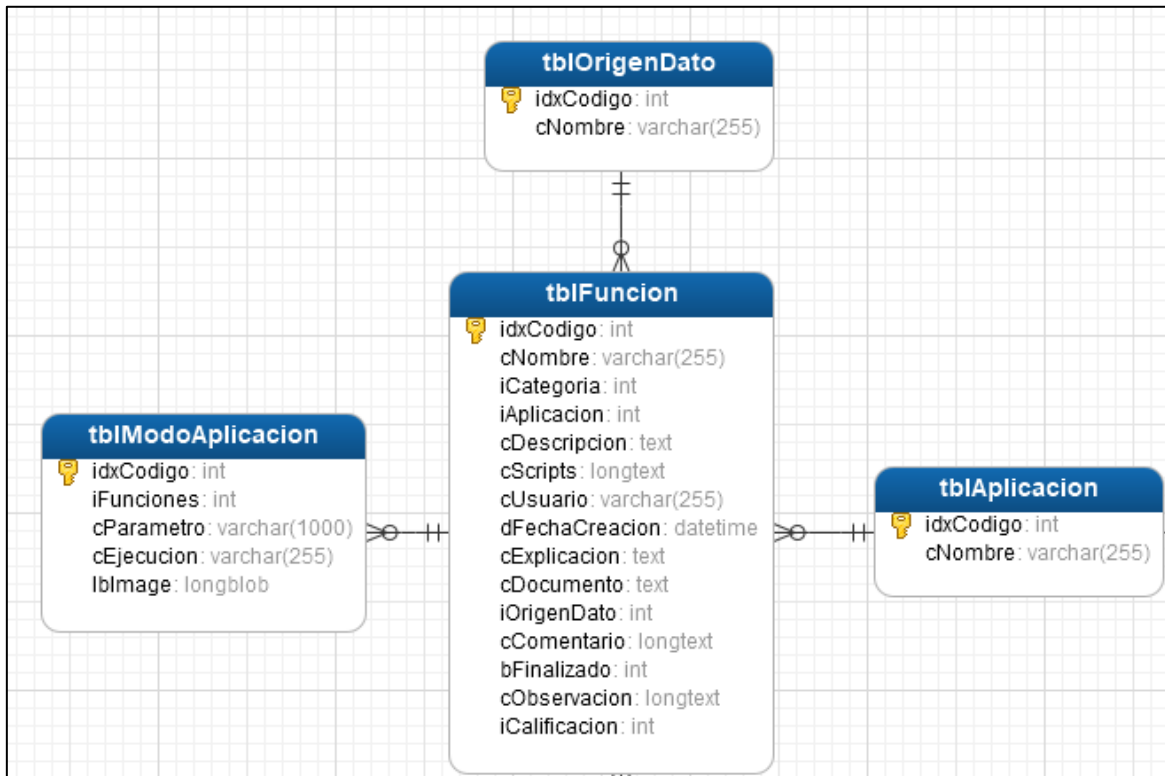 tblOrigenDato
idxCodigo: int
cNombre: varchar(255)
tblFuncion
idxCodigo: int
cNombre: varchar(255)
iCategoria: int
iAplicacion: int
cDescripcion: text
cScripts: longtext
cUsuario: varchar(255)
dFechaCreacion: datetime
cExplicacion: text
cDocumento: text
iOrigenDato: int
cComentario: longtext
bFinalizado: int
cObservacion: longtext
iCalificacion: int
tblModoAplicacion
idxCodigo: int
iFunciones: int
cParametro: varchar(1000)
cEjecucion: varchar(255)
lbImage: longblob
tblAplicacion
idxCodigo: int
cNombre: varchar(255)